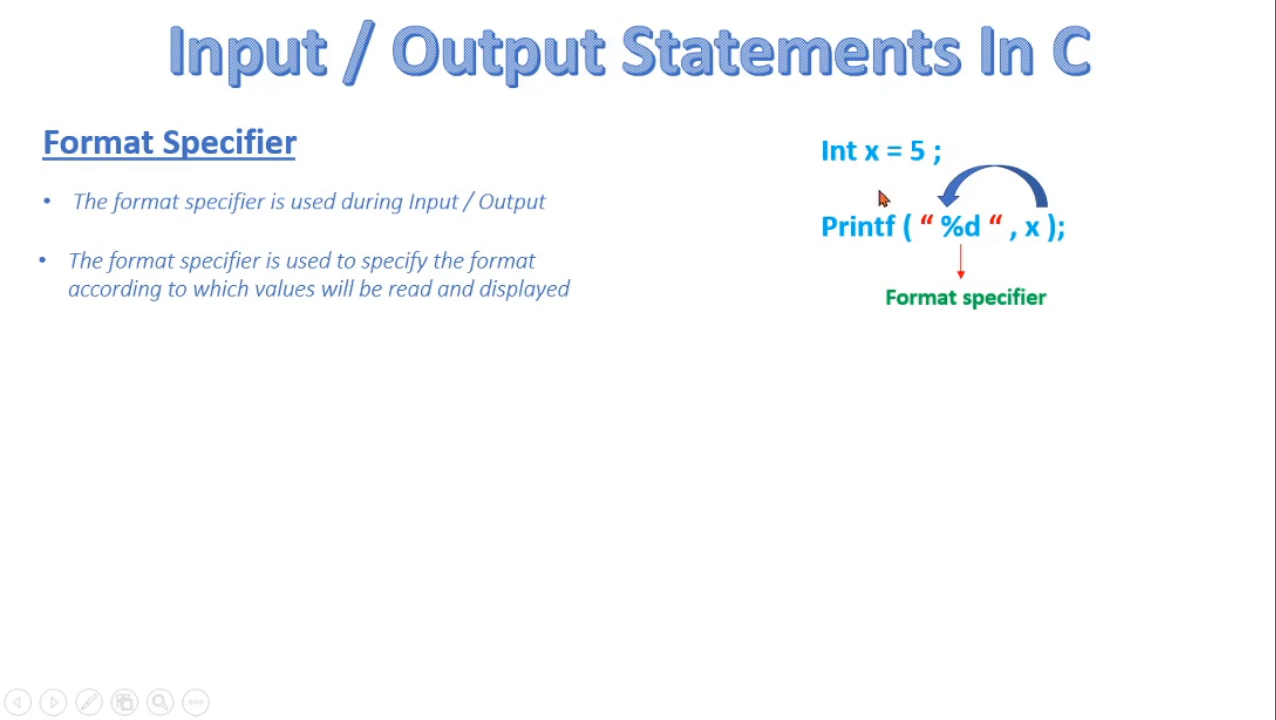 Input / Output Statements In C
Format Specifier
• The format specifier is used during Input / Output
• The format specifier is used to specify the format
according to which values will be read and displayed
Int x = 5 ;
Printf ( “ %d “ , x );
Format specifier